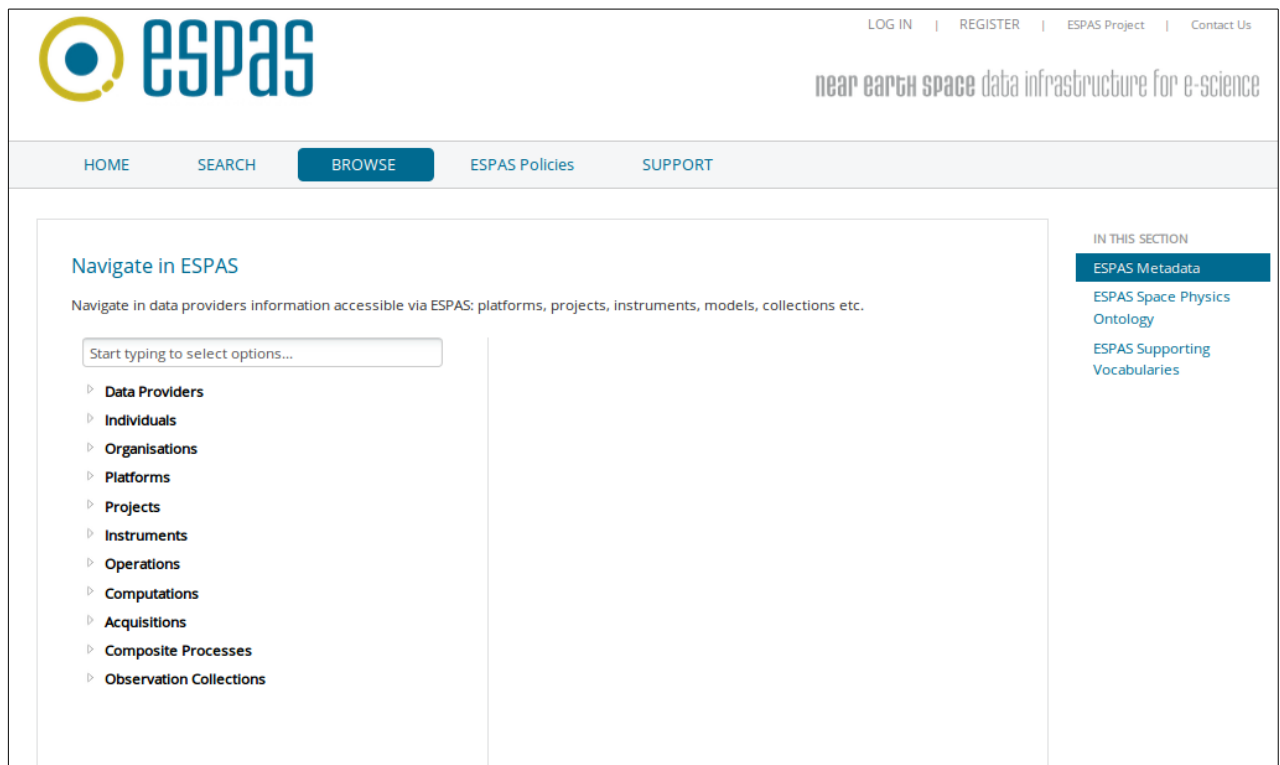 espas
LOG IN | REGISTER | ESPAS Project | Contact Us
near earth space data infrastructure for e-science
HOME SEARCH BROWSE ESPAS Policies SUPPORT
Navigate in ESPAS
Navigate in data providers information accessible via ESPAS: platforms, projects, instruments, models, collections etc.
Start typing to select options...
Data Providers
Individuals
Organisations
Platforms
Projects
Instruments
Operations
Computations
Acquisitions
Composite Processes
Observation Collections
IN THIS SECTION
ESPAS Metadata
ESPAS Space Physics
Ontology
ESPAS Supporting
Vocabularies